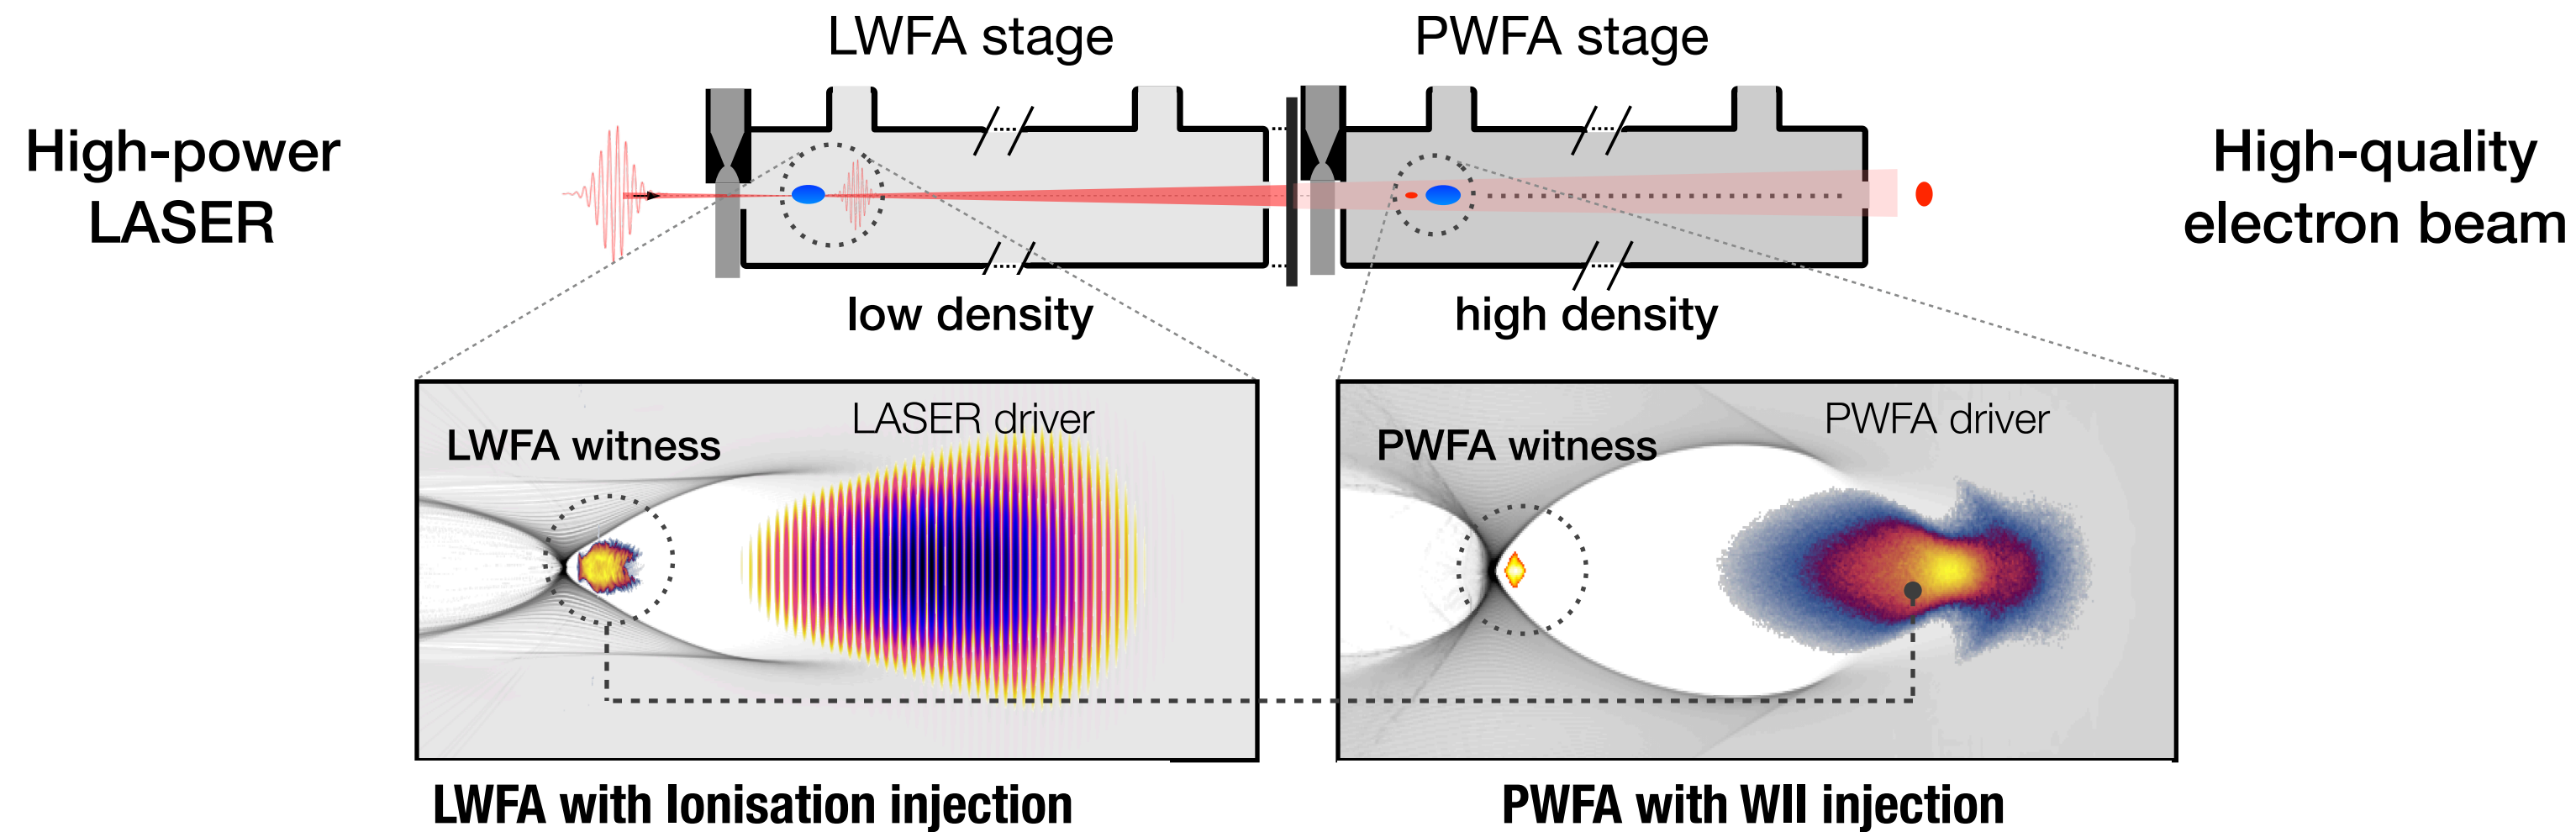 LWFA stage
PWFA stage
High-power
LASER
High-quality
electron beam
low density
high density
LASER driver
LWFA witness
PWFA driver
PWFA witness
LWFA with Ionisation injection
PWFA with WII injection